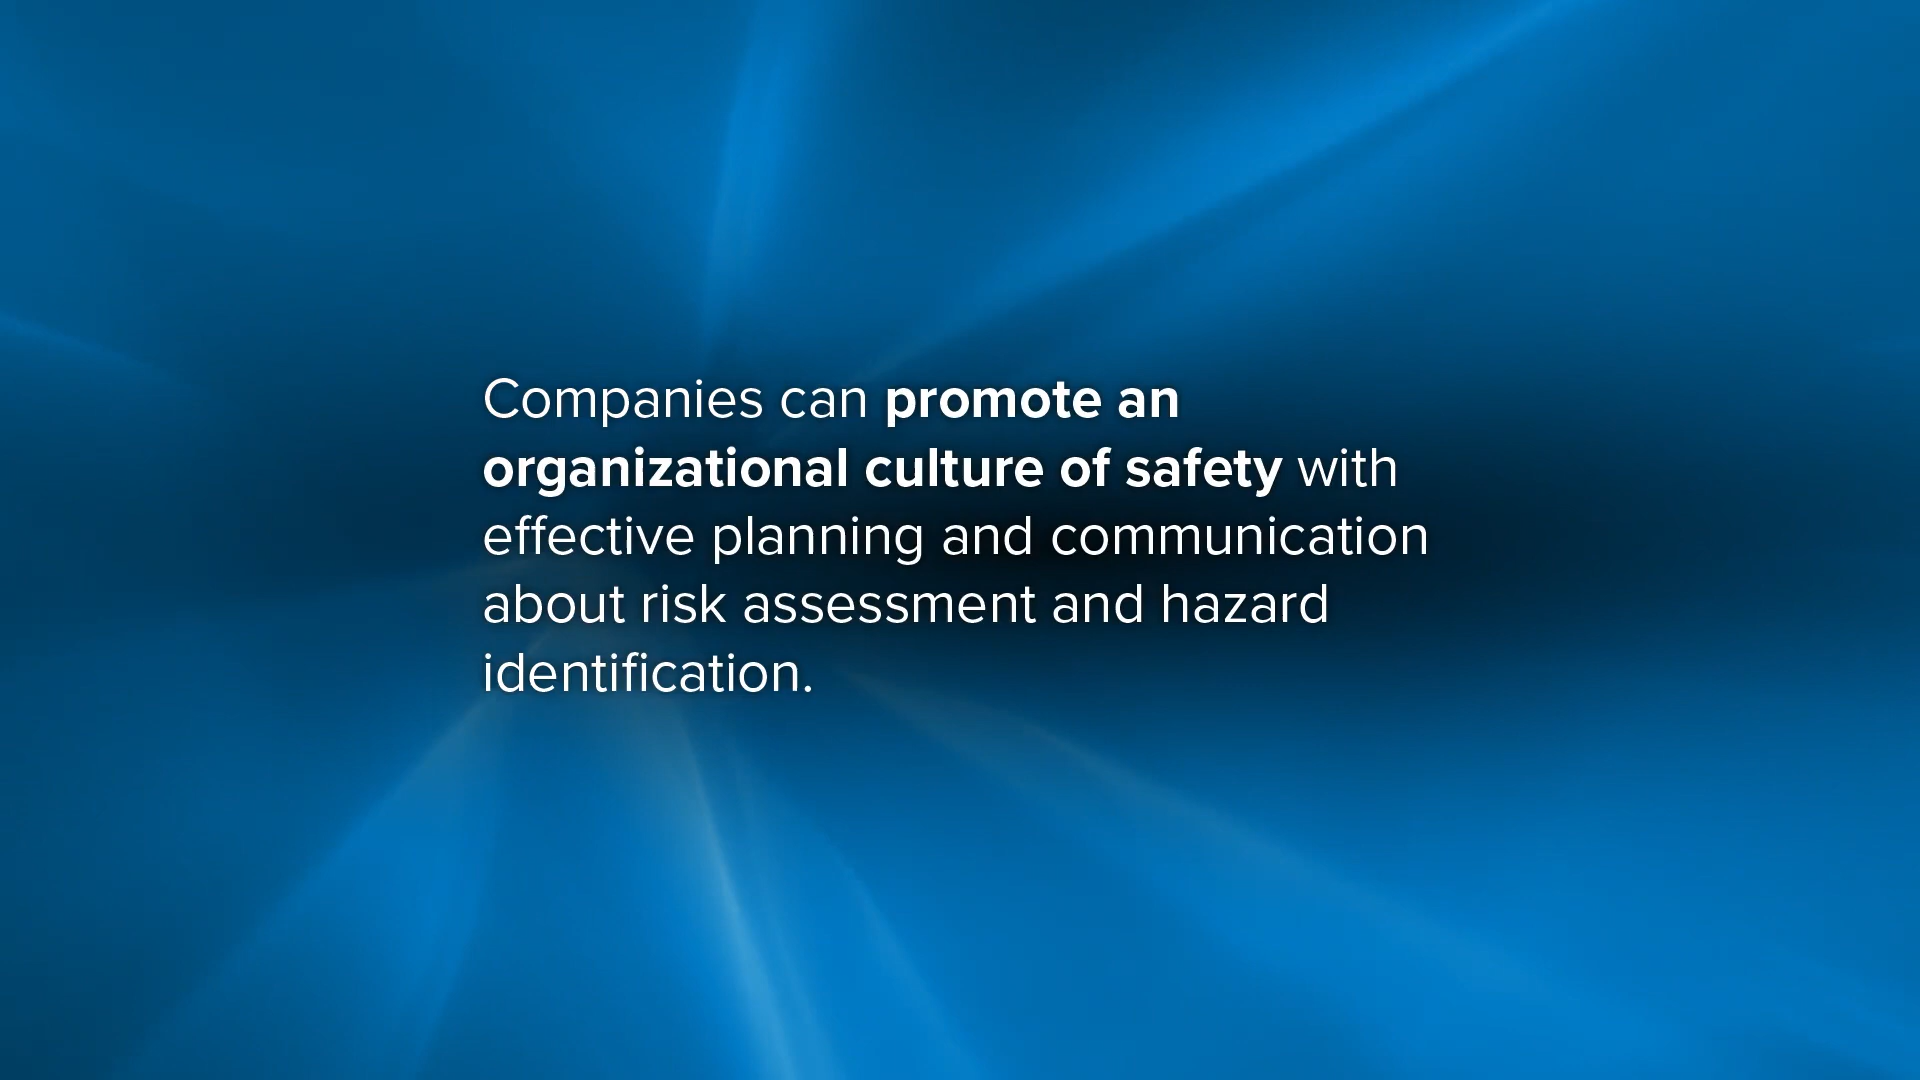 Companies can promote an
organizational culture of safety with
effective planning and communication
about risk assessment and hazard
identification.